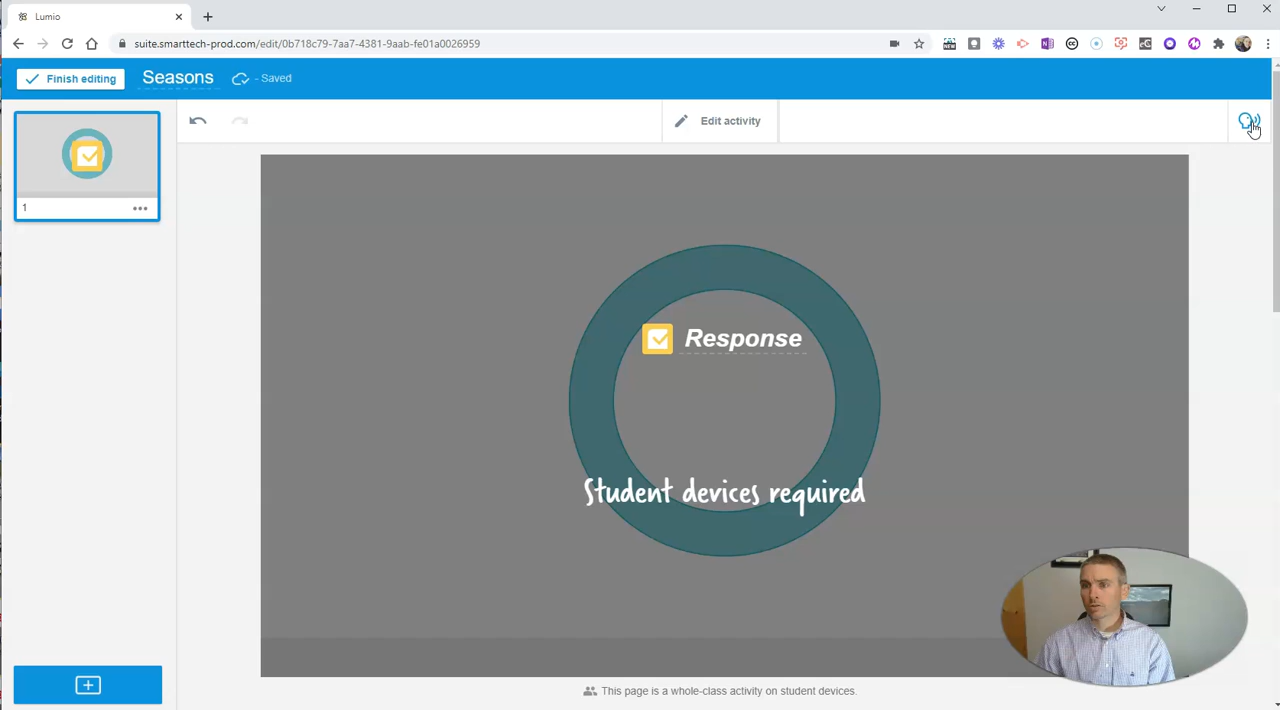 Lumio
suite.smarttech-prod.com/edit/0b718c79-7aa7-4381-9aab-fe01a0026959
Finish editing
Seasons
- Saved
Edit activity
1
Response
Student devices required
This page is a whole-class activity on student devices.